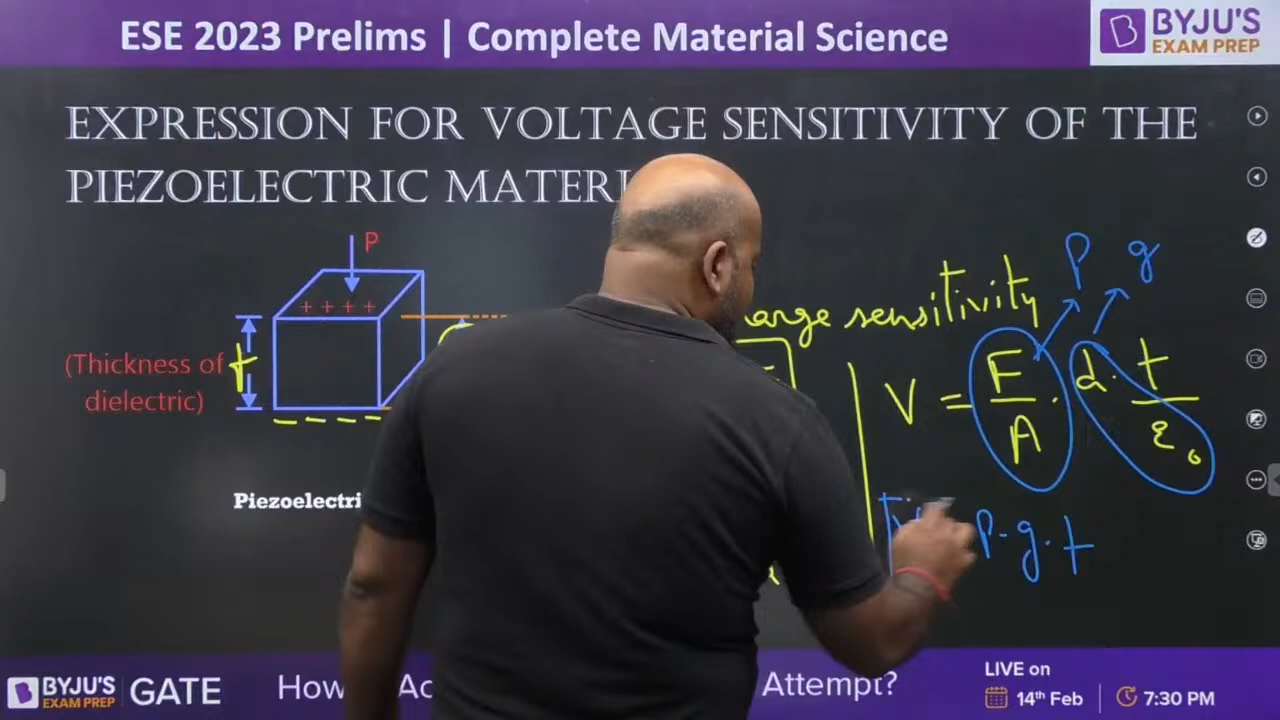 ESE 2023 Prelims | Complete Material Science
BYJU'S
EXAM PREP
EXPRESSION FOR VOLTAGE SENSITIVITY OF THE
PIEZOELECTRIC MATERI
P
+ + + +
(Thickness of
dielectric)
t
Piezoelectri
arge sensitivity
P g
V = F/A . d . t/ε₀
P . g . t
BYJU'S
EXAM PREP
GATE
How Ac Attempt?
LIVE on
14th Feb | 7:30 PM